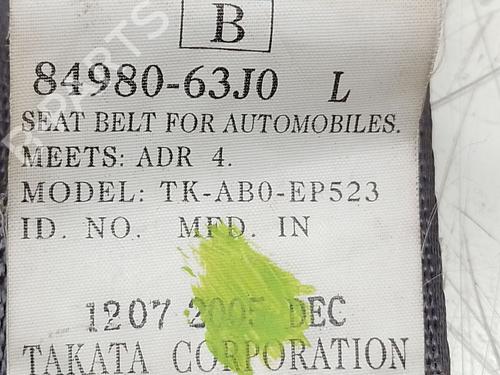 B
84980-63J0 L
SEAT BELT FOR AUTOMOBILES.
MEETS: ADR 4.
MODEL: TK-AB0-EP523
ID. NO. MFD. IN
1207 2005 DEC
TAKATA CORPORATION